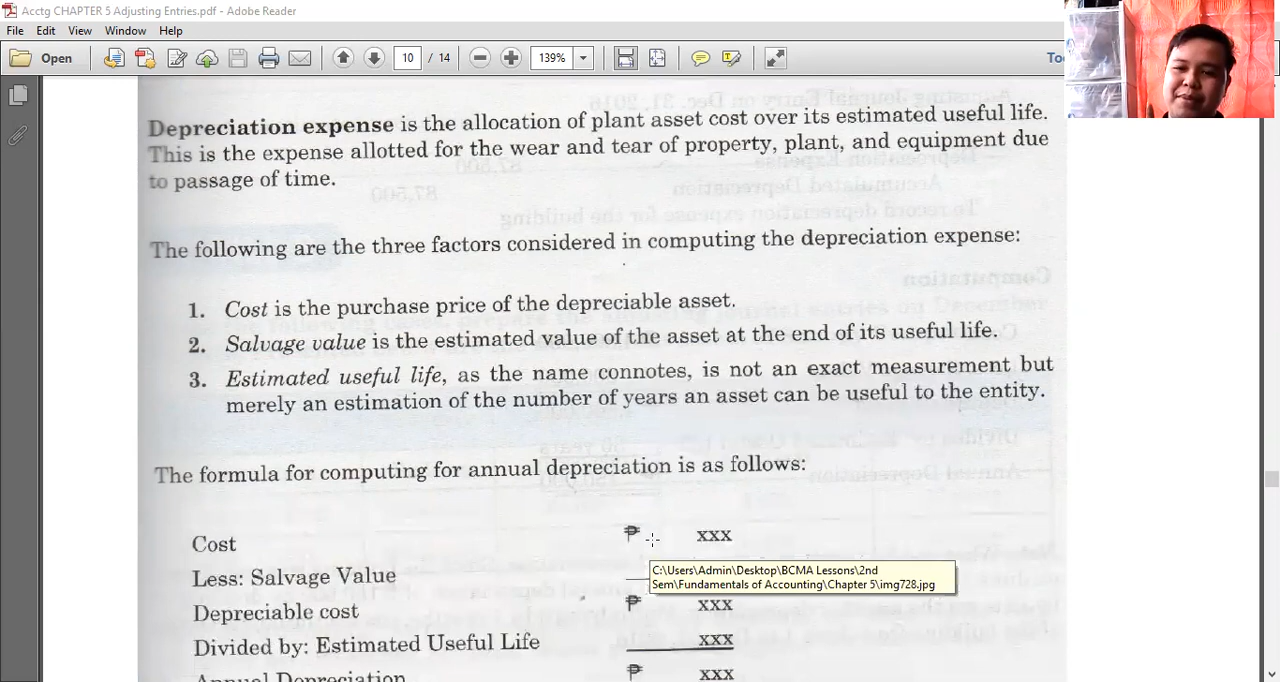 Acctg CHAPTER 5 Adjusting Entries.pdf - Adobe Reader
File Edit View Window Help
Open 10 / 14 139%
Depreciation expense is the allocation of plant asset cost over its estimated useful life.
This is the expense allotted for the wear and tear of property, plant, and equipment due
to passage of time.
The following are the three factors considered in computing the depreciation expense:
1. Cost is the purchase price of the depreciable asset.
2. Salvage value is the estimated value of the asset at the end of its useful life.
3. Estimated useful life, as the name connotes, is not an exact measurement but
merely an estimation of the number of years an asset can be useful to the entity.
The formula for computing for annual depreciation is as follows:
Cost ₱ xxx
Less: Salvage Value
C:\Users\Admin\Desktop\BCMA Lessons\2nd
Sem\Fundamentals of Accounting\Chapter 5\img728.jpg
Depreciable cost ₱ xxx
Divided by: Estimated Useful Life xxx
Annual Depreciation ₱ xxx